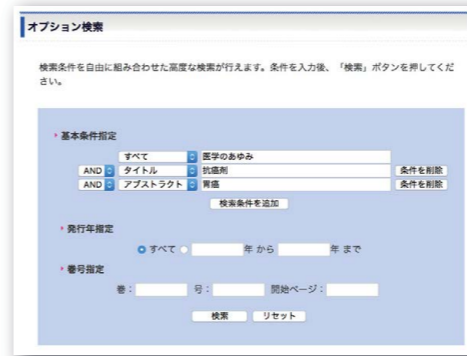 オプション検索
検索条件を自由に組み合わせた高度な検索が行えます。条件を入力後、「検索」ボタンを押してくだ
さい。
基本条件指定
すべて 医学のあゆみ
AND タイトル 抗癌剤 条件を削除
AND アブストラクト 胃癌 条件を削除
検索条件を追加
発行年指定
すべて 年 から 年 まで
番号指定
巻： 号： 開始ページ：
検索 リセット